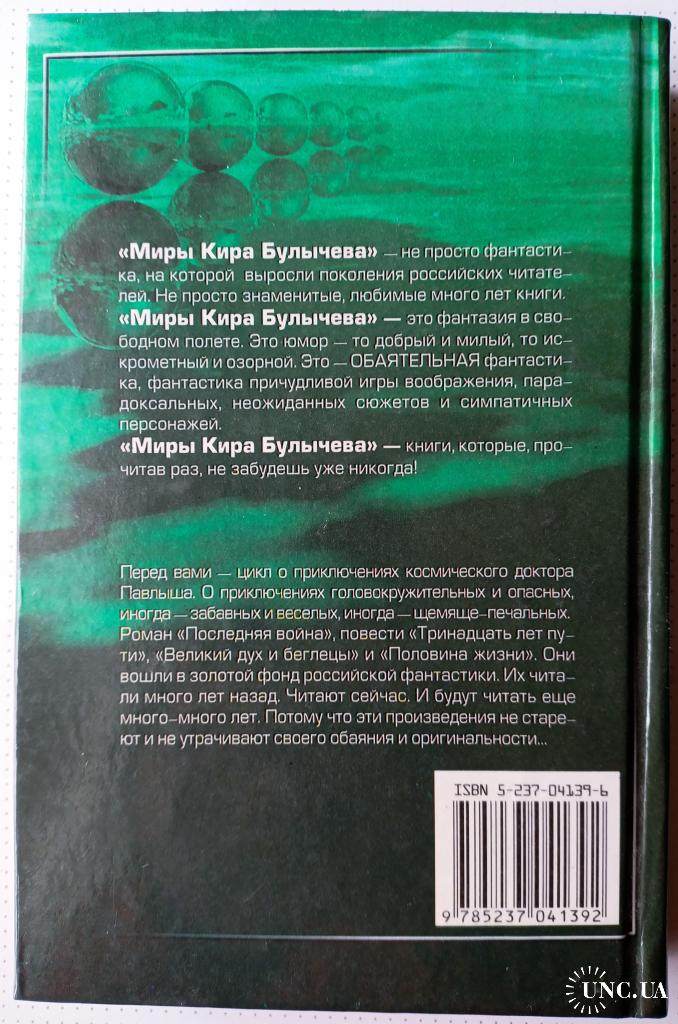 «Миры Кира Булычева» — не просто фантасти-
ка, на которой выросли поколения российских читате-
лей. Не просто знаменитые, любимые много лет книги.
«Миры Кира Булычева» — это фантазия в сво-
бодном полете. Это юмор — то добрый и милый, то ис-
крометный и озорной. Это — ОБАЯТЕЛЬНАЯ фантасти-
ка, фантастика причудливой игры воображения, пара-
доксальных, неожиданных сюжетов и симпатичных
персонажей.
«Миры Кира Булычева» — книги, которые, про-
читав раз, не забудешь уже никогда!
Перед вами — цикл о приключениях космического доктора
Павлыша. О приключениях головокружительных и опасных,
иногда — забавных и веселых, иногда — щемяще-печальных.
Роман «Последняя война», повести «Тринадцать лет пу-
ти», «Великий дух и беглецы» и «Половина жизни». Они
вошли в золотой фонд российской фантастики. Их чита-
ли много лет назад. Читают сейчас. И будут читать еще
много-много лет. Потому что эти произведения не старе-
ют и не утрачивают своего обаяния и оригинальности...
ISBN 5-237-04139-6
9 785237 041392
UNC.UA